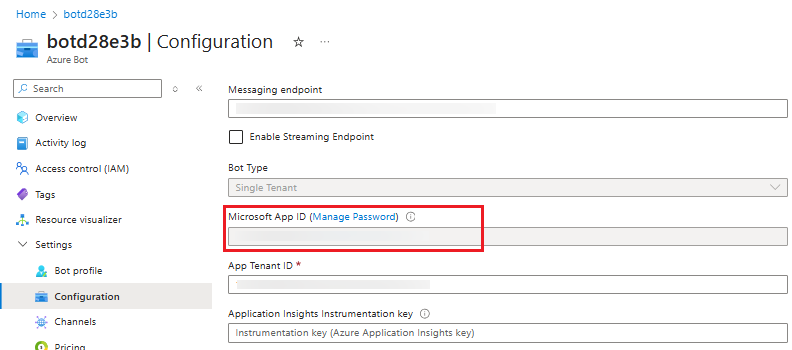 Home > botd28e3b
botd28e3b | Configuration
Azure Bot
Search
Overview
Activity log
Access control (IAM)
Tags
Resource visualizer
Settings
Bot profile
Configuration
Channels
Pricing
Messaging endpoint
Enable Streaming Endpoint
Bot Type
Single Tenant
Microsoft App ID (Manage Password)
App Tenant ID *
Application Insights Instrumentation key
Instrumentation key (Azure Application Insights key)